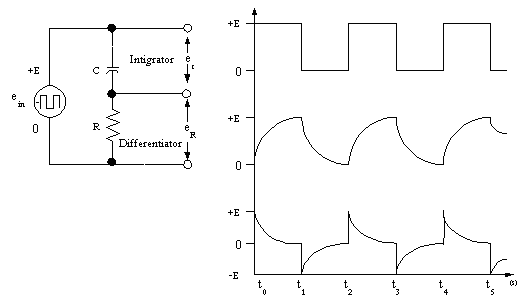 +E
e in
0
C
Intigrator
e c
R
Differentiator
e R
+E
0
+E
0
+E
0
-E
t 0
t 1
t 2
t 3
t 4
t 5
(s)